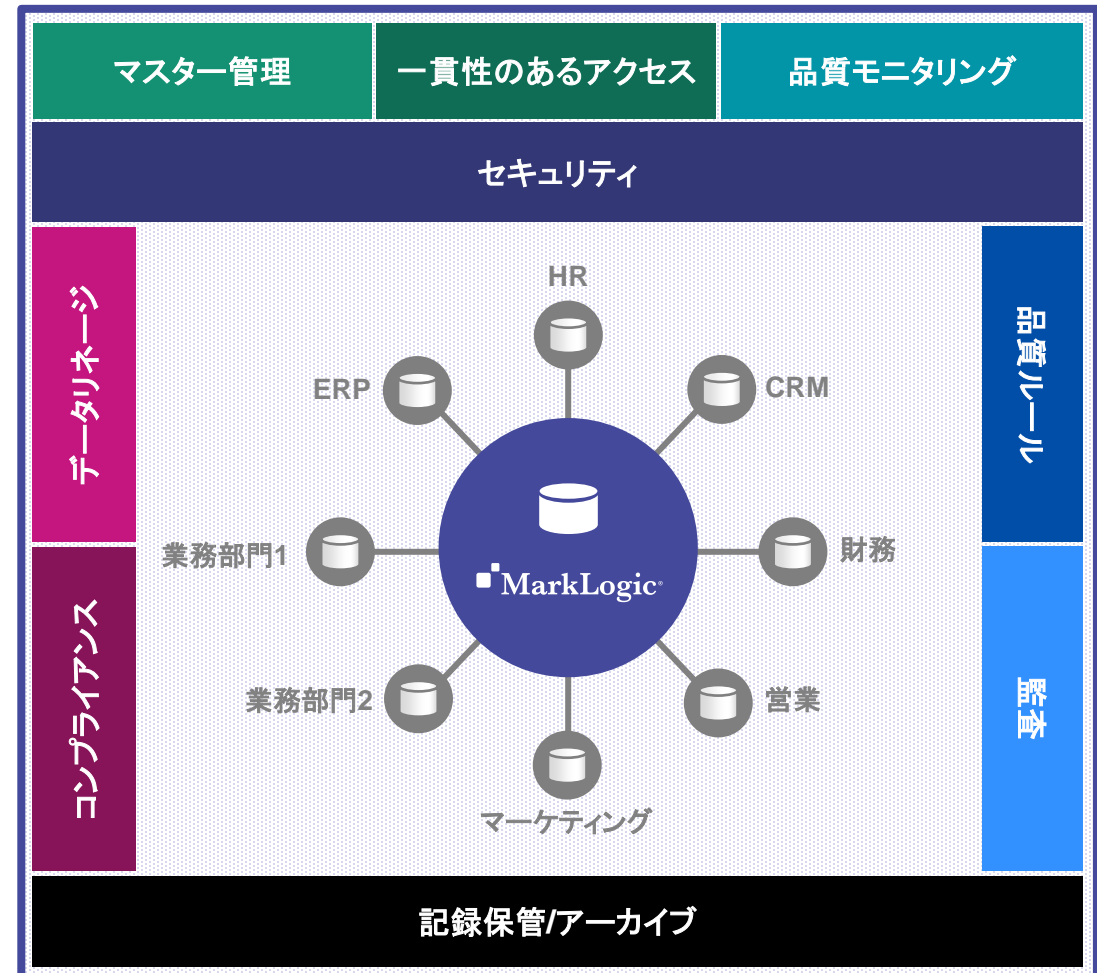 マスター管理
一貫性のあるアクセス
品質モニタリング
セキュリティ
データリネージ
コンプライアンス
HR
ERP
CRM
業務部門1
MarkLogic®
財務
業務部門2
営業
マーケティング
品質ルール
監査
記録保管/アーカイブ